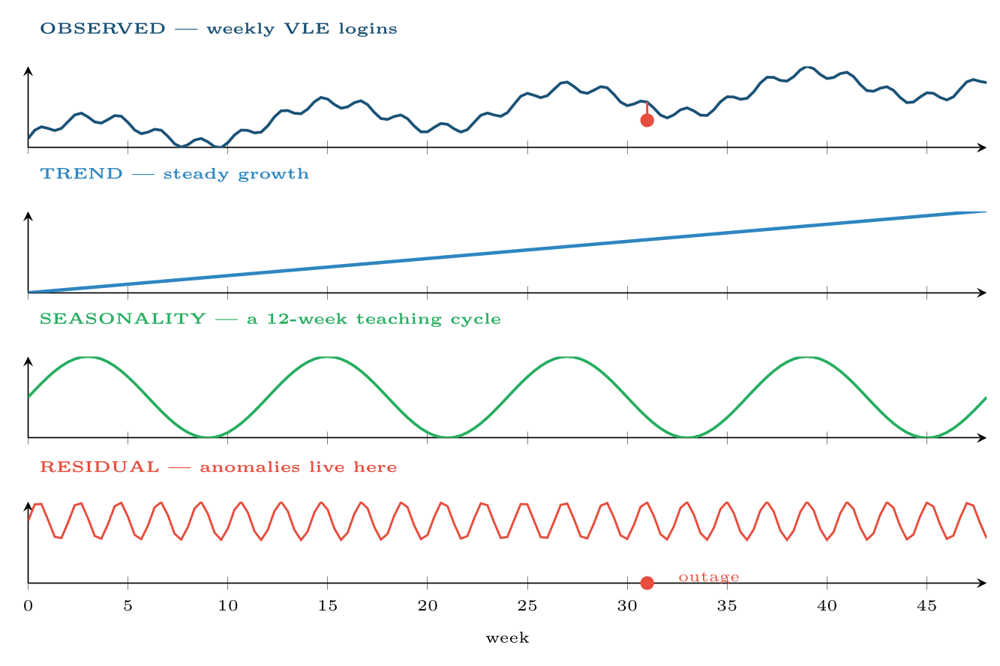 OBSERVED — weekly VLE logins
TREND — steady growth
SEASONALITY — a 12-week teaching cycle
RESIDUAL — anomalies live here
outage
0 5 10 15 20 25 30 35 40 45
week